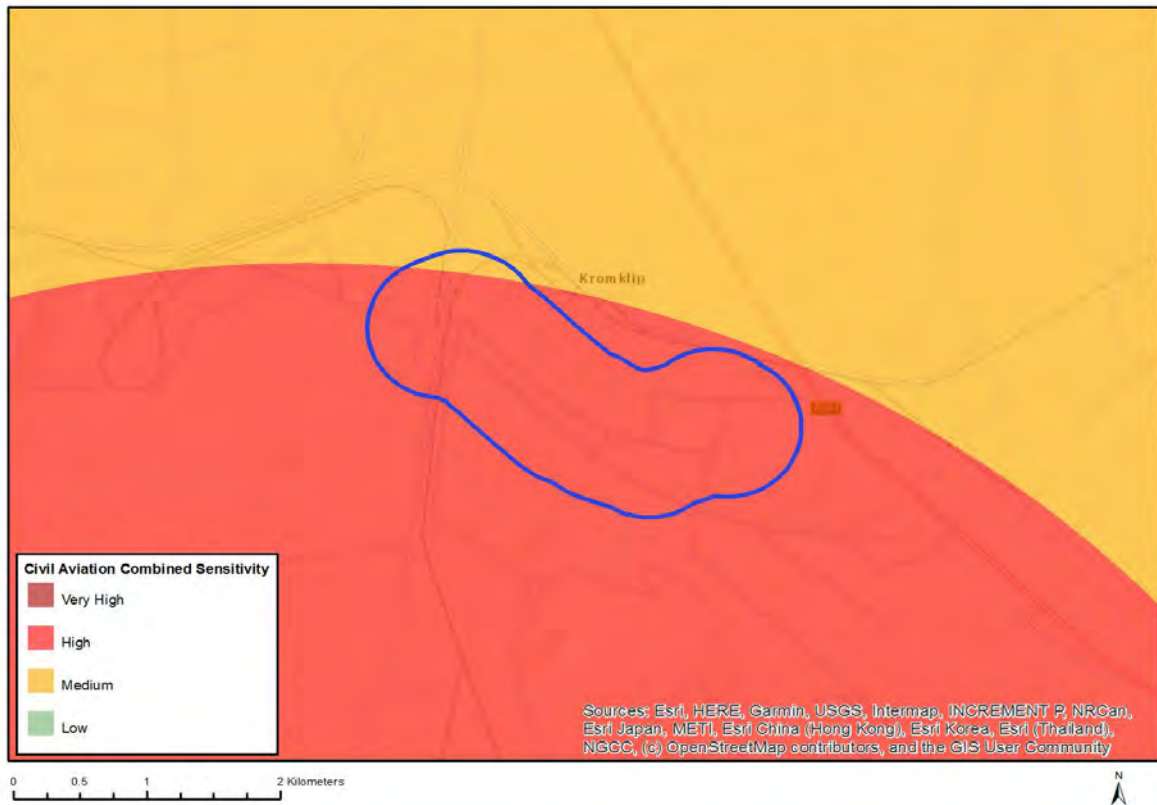 Kromklip
Civil Aviation Combined Sensitivity
Very High
High
Medium
Low
Sources: Esri, HERE, Garmin, USGS, Intermap, INCREMENT P, NRCan,
Esri Japan, METI, Esri China (Hong Kong), Esri Korea, Esri (Thailand),
NGCC, (c) OpenStreetMap contributors, and the GIS User Community
0 0.5 1 2 Kilometers
N